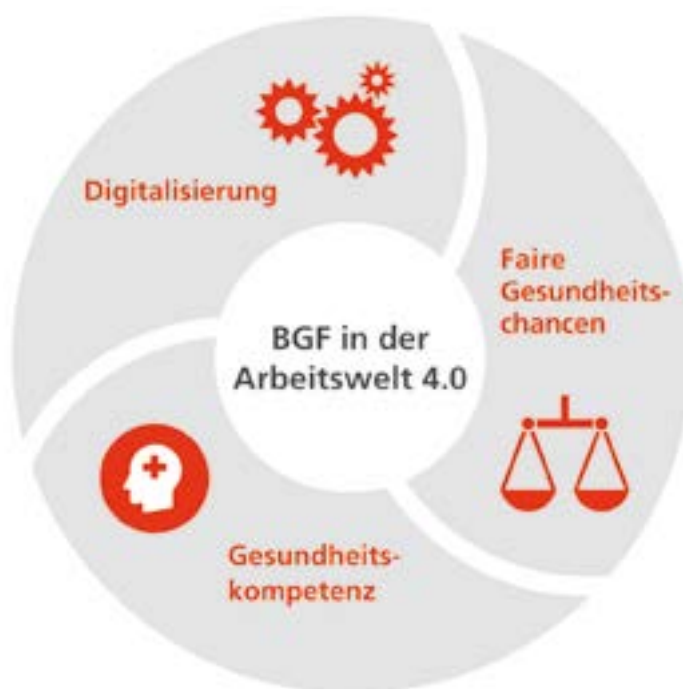 Digitalisierung
Faire
Gesundheits-
chancen
BGF in der
Arbeitswelt 4.0
Gesundheits-
kompetenz